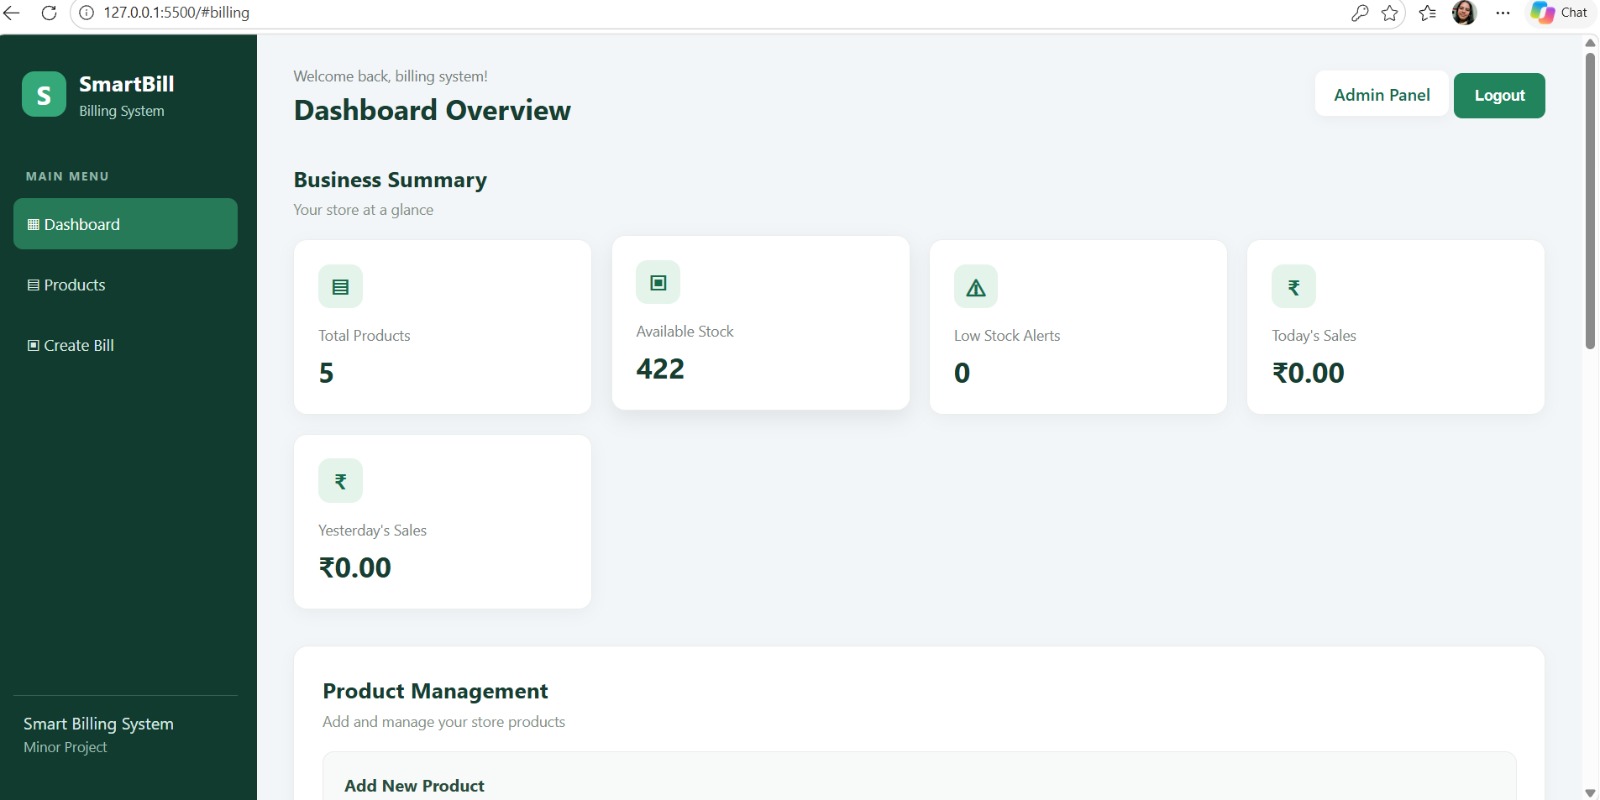 127.0.0.1:5500/#billing
Chat
S
SmartBill
Billing System
MAIN MENU
Dashboard
Products
Create Bill
Smart Billing System
Minor Project
Welcome back, billing system!
Dashboard Overview
Admin Panel
Logout
Business Summary
Your store at a glance
Total Products
5
Available Stock
422
Low Stock Alerts
0
₹
Today's Sales
₹0.00
₹
Yesterday's Sales
₹0.00
Product Management
Add and manage your store products
Add New Product